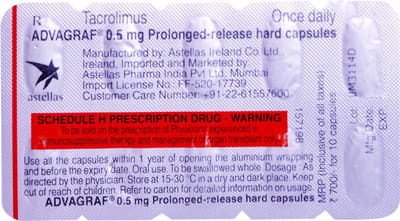 R Tacrolimus Once daily
ADVAGRAF® 0.5 mg Prolonged-release hard capsules
Manufactured by: Astellas Ireland Co. Ltd.,
Ireland, Imported and Marketed by
Astellas Pharma India Pvt Ltd. Mumbai
Import License No.: FF-520-17739
Customer Care Number :+91-22-61557600
astellas
SCHEDULE H PRESCRIPTION DRUG - WARNING
To be sold on the prescription of Physicians experienced in
immunosuppressive therapy and management of organ transplant only
Use all the capsules within 1 year of opening the aluminium wrapping
and before the expiry date. Oral use. To be swallowed whole. Dosage : As
directed by the physician. Store at 15-30 °C in a dry and dark place. Keep
out of reach of children. Refer to carton for detailed information on usage.
ADVAGRAF® 0.5 mg Prolonged-release hard capsules
157198
MRP (Inclusive of all taxes)
₹ 700/- for 10 capsules
Lot UM3114D
Mfg Date
EXP